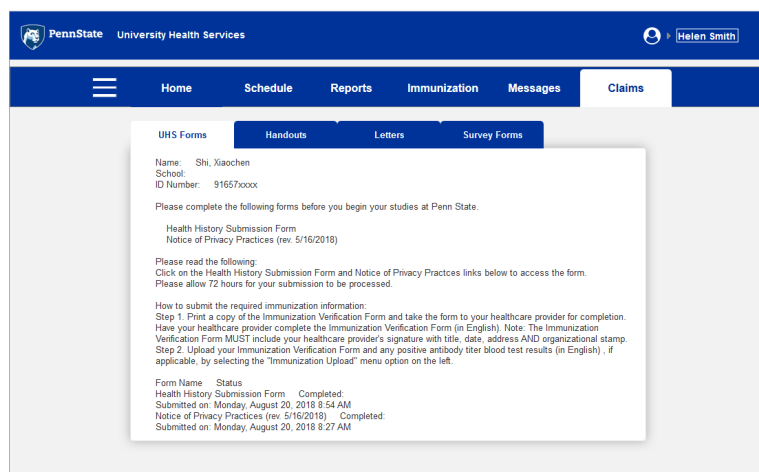 PennState University Health Services
Helen Smith
Home Schedule Reports Immunization Messages Claims
UHS Forms Handouts Letters Survey Forms
Name: Shi, Xiaochen
School:
ID Number: 91657xxxx
Please complete the following forms before you begin your studies at Penn State.
Health History Submission Form
Notice of Privacy Practices (rev. 5/16/2018)
Please read the following:
Click on the Health History Submission Form and Notice of Privacy Practces links below to access the form.
Please allow 72 hours for your submission to be processed.
How to submit the required immunization information:
Step 1. Print a copy of the Immunization Verification Form and take the form to your healthcare provider for completion.
Have your healthcare provider complete the Immunization Verification Form (in English). Note: The Immunization
Verification Form MUST include your healthcare provider's signature with title, date, address AND organizational stamp.
Step 2. Upload your Immunization Verification Form and any positive antibody titer blood test results (in English) , if
applicable, by selecting the "Immunization Upload" menu option on the left.
Form Name Status
Health History Submission Form Completed:
Submitted on: Monday, August 20, 2018 8:54 AM
Notice of Privacy Practices (rev. 5/16/2018) Completed:
Submitted on: Monday, August 20, 2018 8:27 AM